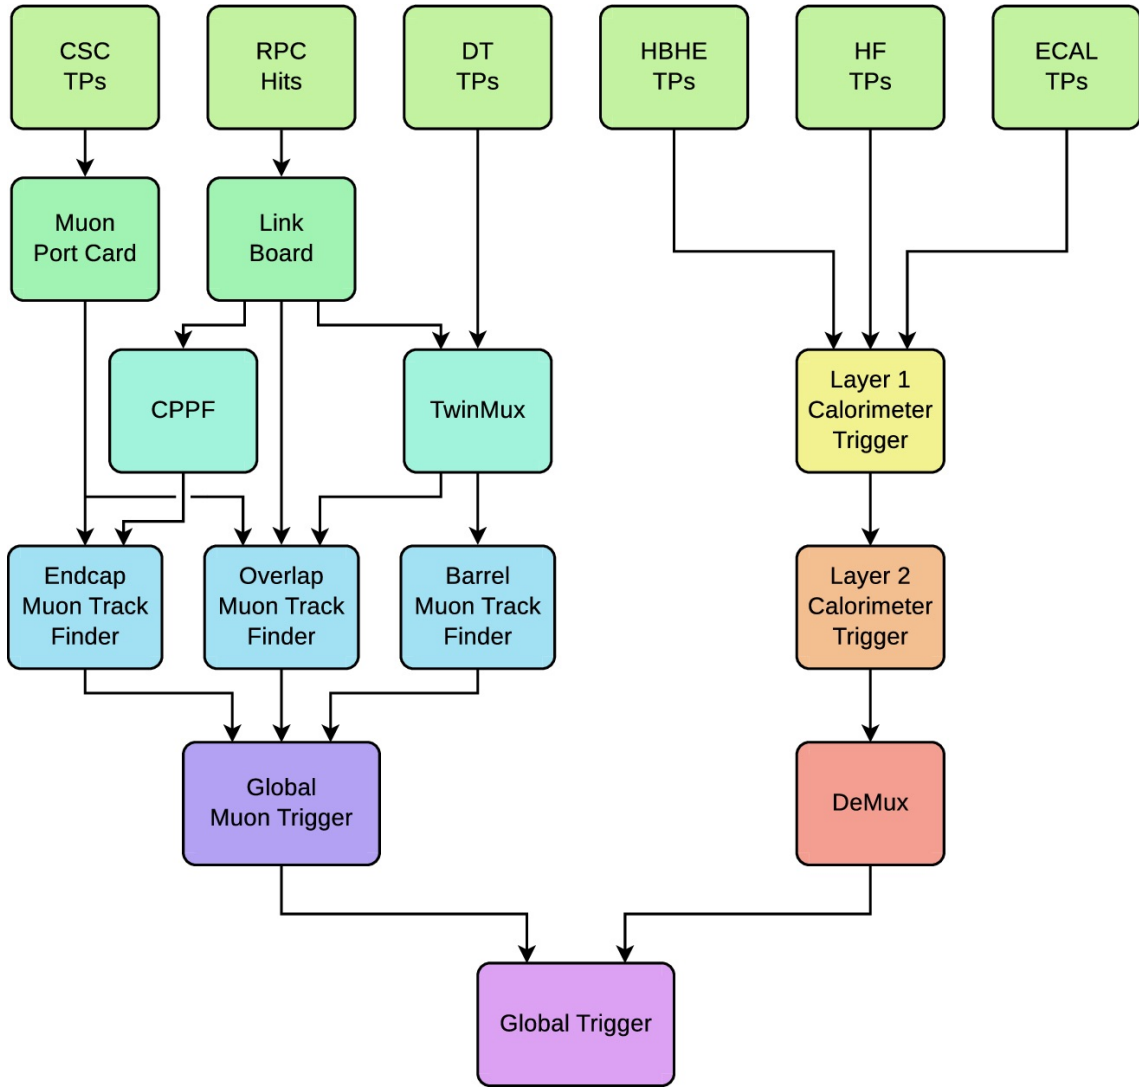 CSC
TPs
RPC
Hits
DT
TPs
HBHE
TPs
HF
TPs
ECAL
TPs
Muon
Port Card
Link
Board
CPPF
TwinMux
Layer 1
Calorimeter
Trigger
Endcap
Muon Track
Finder
Overlap
Muon Track
Finder
Barrel
Muon Track
Finder
Layer 2
Calorimeter
Trigger
Global
Muon Trigger
DeMux
Global Trigger